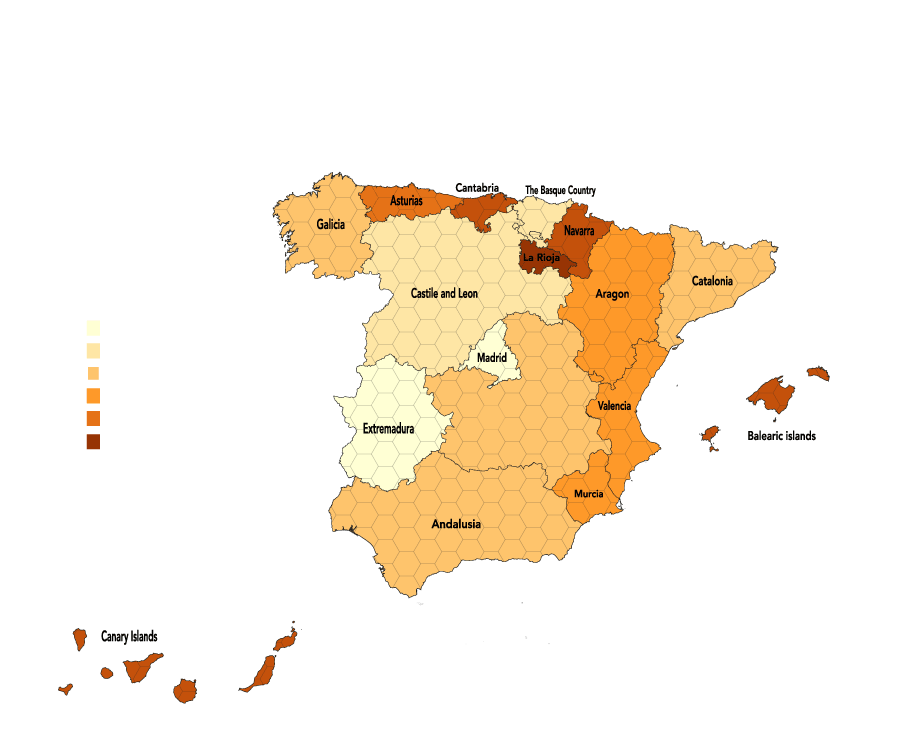 Cantabria
The Basque Country
Asturias
Galicia
Navarra
La Rioja
Catalonia
Castile and Leon
Aragon
Madrid
Valencia
Extremadura
Balearic islands
Murcia
Andalusia
Canary Islands